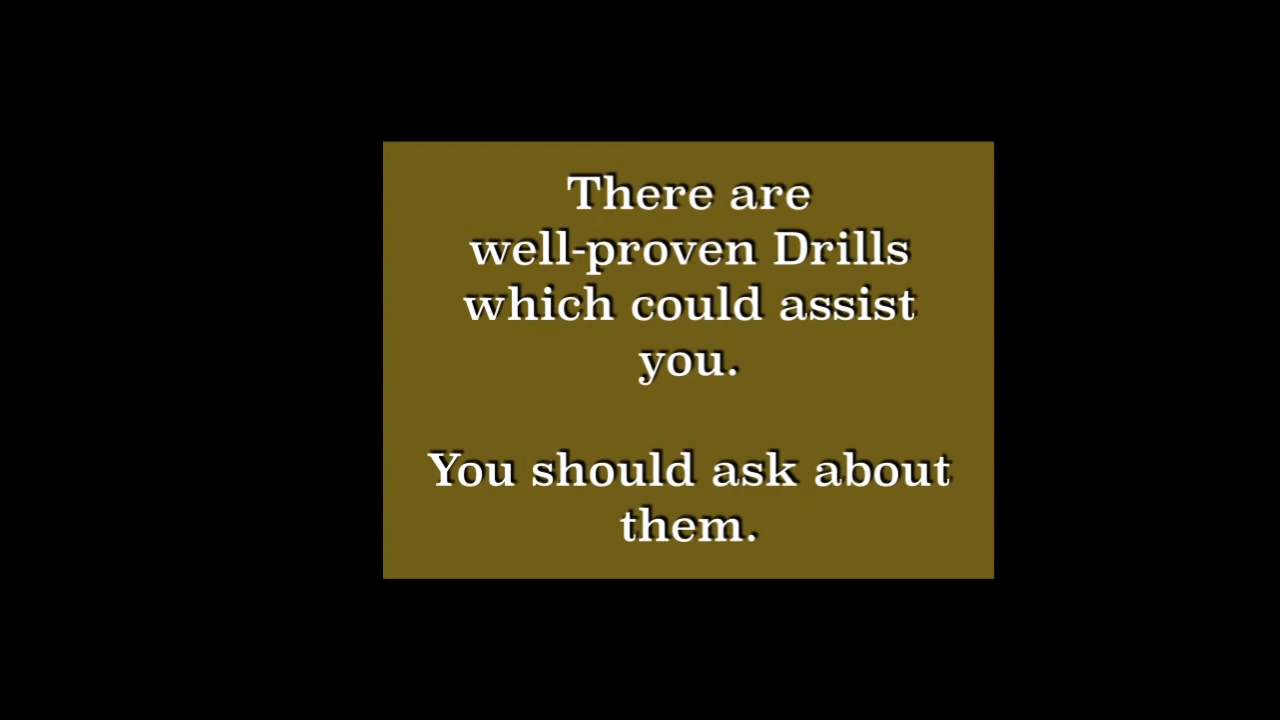 There are
well-proven Drills
which could assist
you.
You should ask about
them.